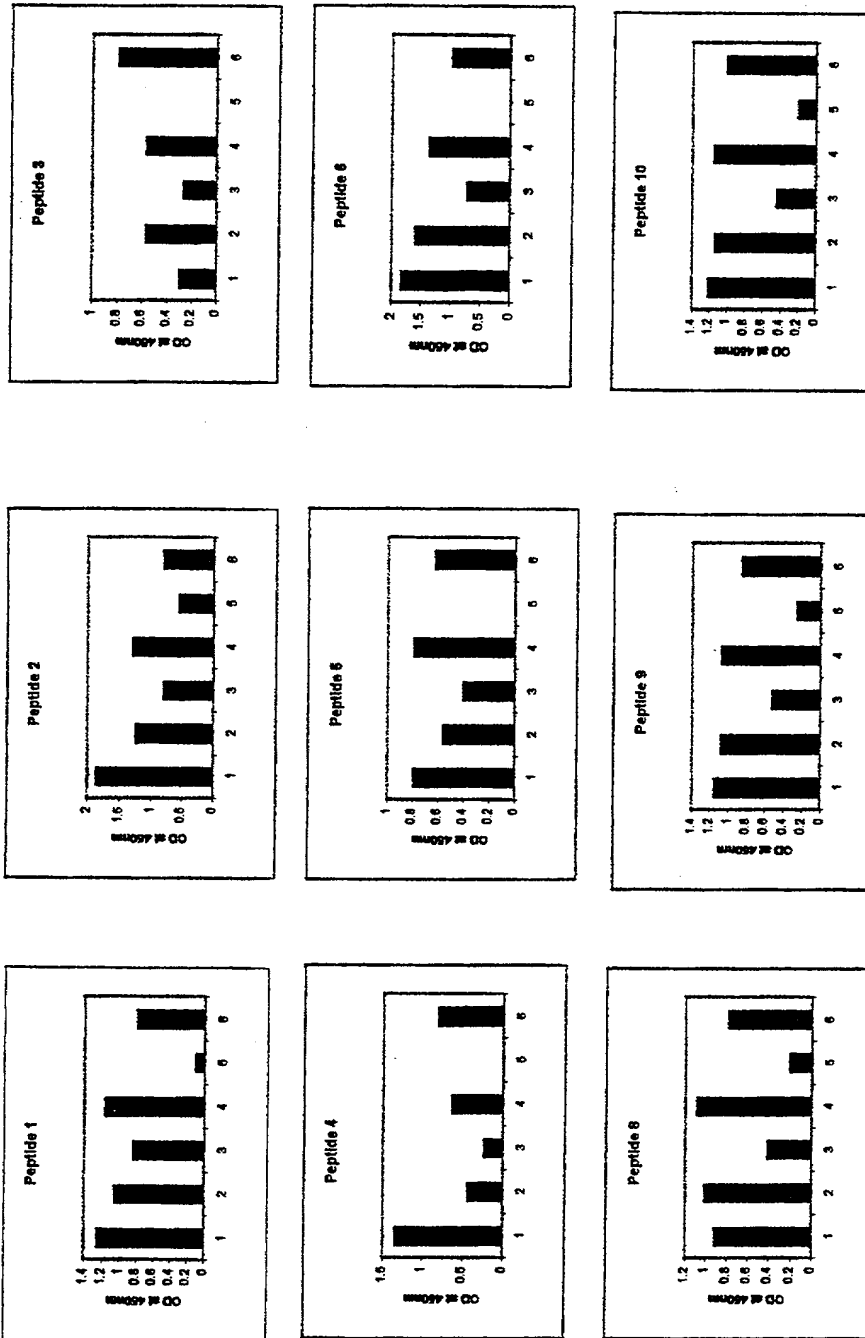 Peptide 1
OD at 450nm
1.4
1.2
1
0.8
0.6
0.4
0.2
0
1 2 3 4 5 6
Peptide 2
OD at 450nm
2
1.5
1
0.5
0
1 2 3 4 5 6
Peptide 3
OD at 450nm
1
0.8
0.6
0.4
0.2
0
1 2 3 4 5 6
Peptide 4
OD at 450nm
1.5
1
0.5
0
1 2 3 4 5 6
Peptide 5
OD at 450nm
1
0.8
0.6
0.4
0.2
0
1 2 3 4 5 6
Peptide 6
OD at 450nm
2
1.5
1
0.5
0
1 2 3 4 5 6
Peptide 8
OD at 450nm
1.2
1
0.8
0.6
0.4
0.2
0
1 2 3 4 5 6
Peptide 9
OD at 450nm
1.4
1.2
1
0.8
0.6
0.4
0.2
0
1 2 3 4 5 6
Peptide 10
OD at 450nm
1.4
1.2
1
0.8
0.6
0.4
0.2
0
1 2 3 4 5 6